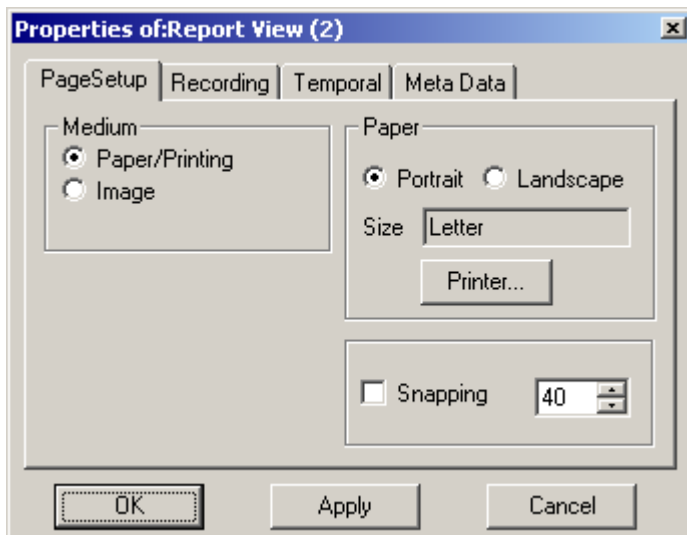 Properties of:Report View (2)
PageSetup Recording Temporal Meta Data
Medium
Paper/Printing
Image
Paper
Portrait Landscape
Size Letter
Printer...
Snapping 40
OK Apply Cancel